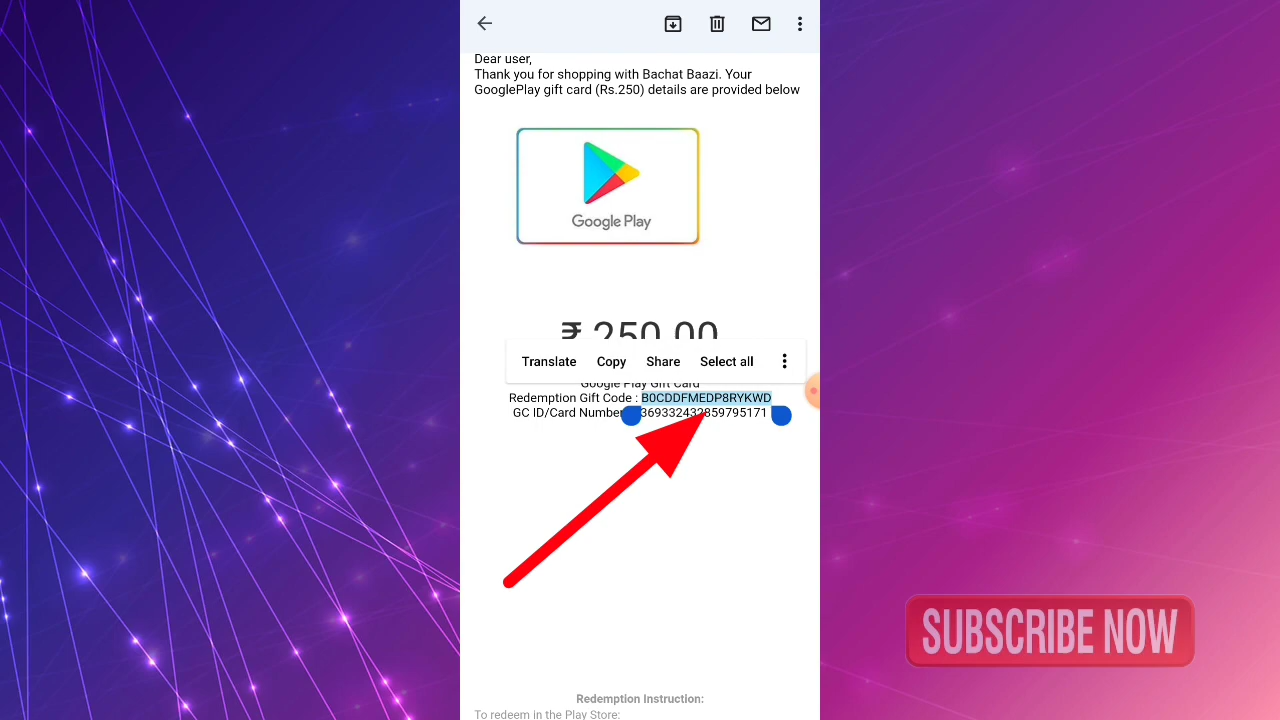 Dear user,
Thank you for shopping with Bachat Baazi. Your
GooglePlay gift card (Rs.250) details are provided below
Google Play
₹ 250.00
Translate Copy Share Select all
Google Play Gift Card
Redemption Gift Code : B0CDDFMEDP8RYKWD
GC ID/Card Number 369332432859795171
SUBSCRIBE NOW
Redemption Instruction:
To redeem in the Play Store: